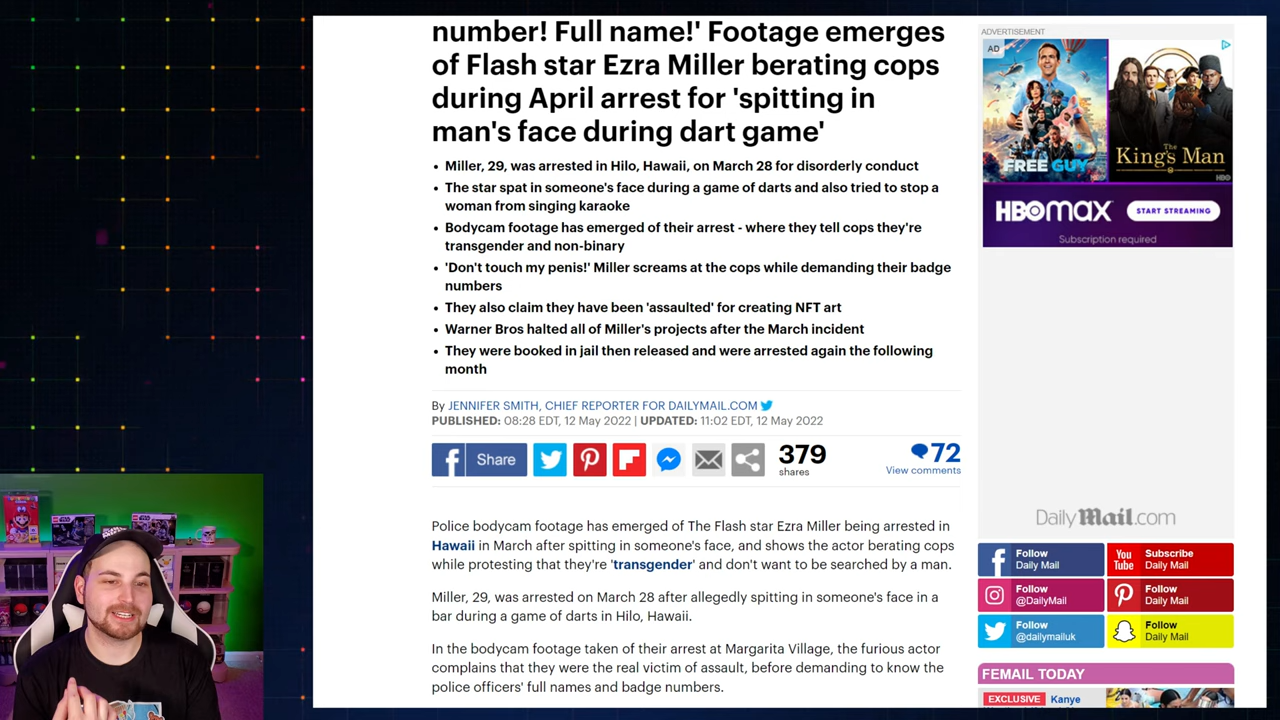 number! Full name!' Footage emerges
of Flash star Ezra Miller berating cops
during April arrest for 'spitting in
man's face during dart game'
• Miller, 29, was arrested in Hilo, Hawaii, on March 28 for disorderly conduct
• The star spat in someone's face during a game of darts and also tried to stop a
woman from singing karaoke
• Bodycam footage has emerged of their arrest - where they tell cops they're
transgender and non-binary
• 'Don't touch my penis!' Miller screams at the cops while demanding their badge
numbers
• They also claim they have been 'assaulted' for creating NFT art
• Warner Bros halted all of Miller's projects after the March incident
• They were booked in jail then released and were arrested again the following
month
By JENNIFER SMITH, CHIEF REPORTER FOR DAILYMAIL.COM
PUBLISHED: 08:28 EDT, 12 May 2022 | UPDATED: 11:02 EDT, 12 May 2022
Share
379
shares
72
View comments
Police bodycam footage has emerged of The Flash star Ezra Miller being arrested in
Hawaii in March after spitting in someone's face, and shows the actor berating cops
while protesting that they're 'transgender' and don't want to be searched by a man.
Miller, 29, was arrested on March 28 after allegedly spitting in someone's face in a
bar during a game of darts in Hilo, Hawaii.
In the bodycam footage taken of their arrest at Margarita Village, the furious actor
complains that they were the real victim of assault, before demanding to know the
police officers' full names and badge numbers.
ADVERTISEMENT
AD
FREE GUY
The
King's Man
HBO
HBOmax
START STREAMING
Subscription required
DailyMail.com
Follow
Daily Mail
You
Tube
Subscribe
Daily Mail
Follow
@DailyMail
Follow
Daily Mail
Follow
@dailymailuk
Follow
Daily Mail
FEMAIL TODAY
EXCLUSIVE Kanye